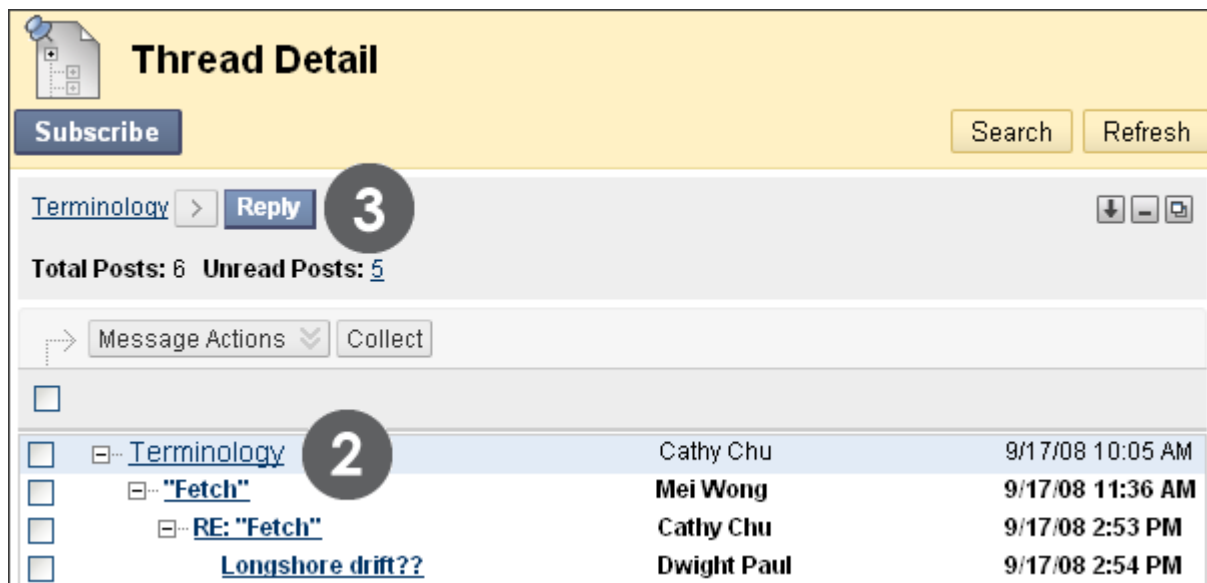 Thread Detail
Subscribe Search Refresh
Terminology > Reply 3
Total Posts: 6 Unread Posts: 5
Message Actions Collect
Terminology 2 Cathy Chu 9/17/08 10:05 AM
"Fetch" Mei Wong 9/17/08 11:36 AM
RE: "Fetch" Cathy Chu 9/17/08 2:53 PM
Longshore drift?? Dwight Paul 9/17/08 2:54 PM